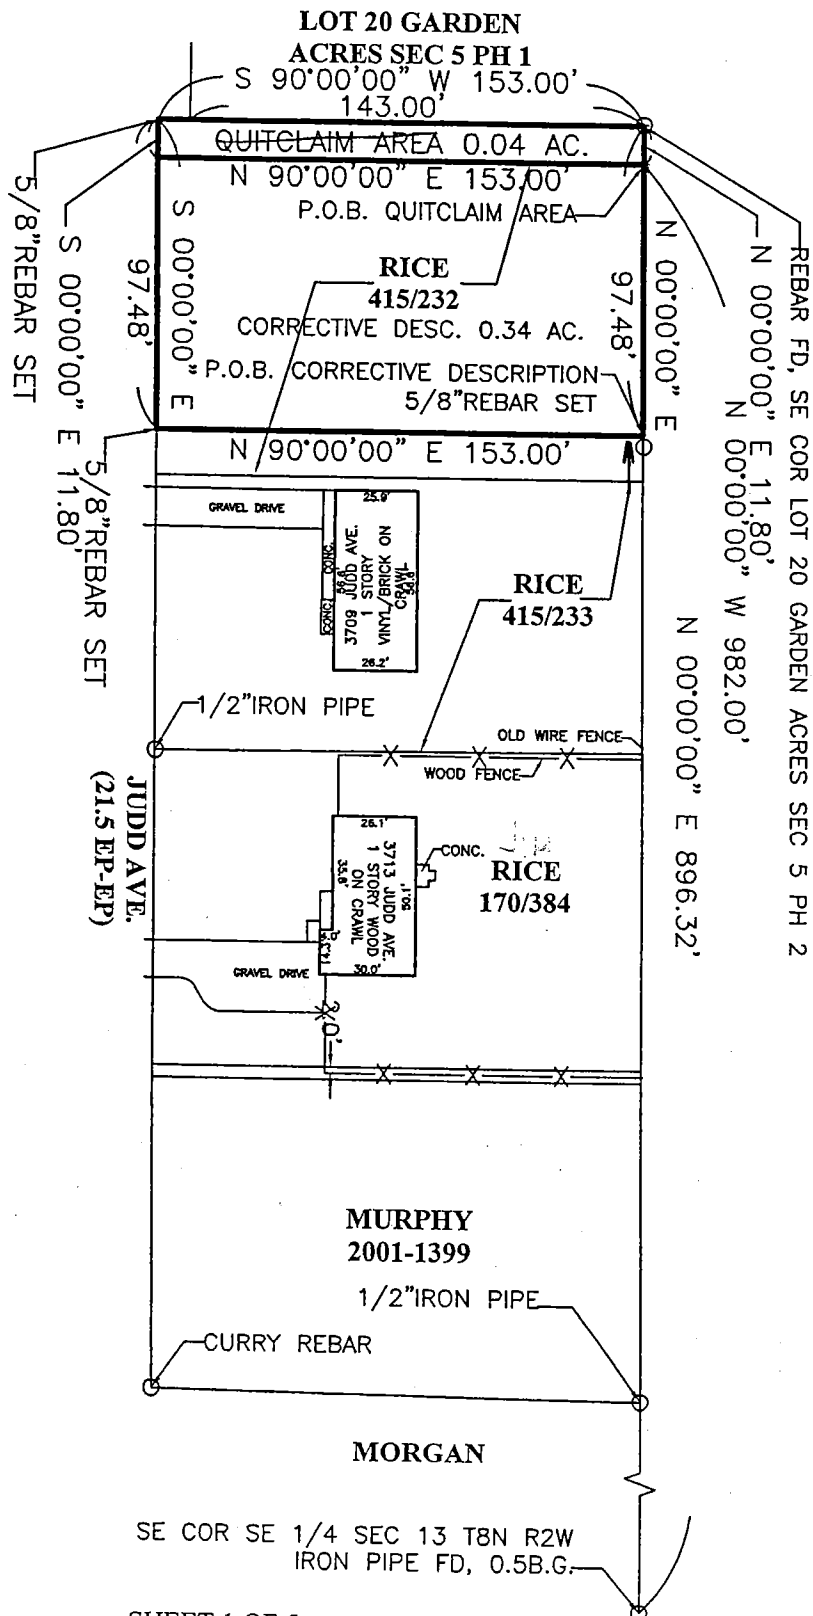 LOT 20 GARDEN
ACRES SEC 5 PH 1
S 90°00'00" W 153.00'
143.00'
QUITCLAIM AREA 0.04 AC.
N 90°00'00" E 153.00'
P.O.B. QUITCLAIM AREA
RICE
415/232
CORRECTIVE DESC. 0.34 AC.
P.O.B. CORRECTIVE DESCRIPTION
5/8"REBAR SET
N 90°00'00" E 153.00'
S 00°00'00" E
97.48'
N 00°00'00" E
97.48'
5/8"REBAR SET
S 00°00'00" E 11.80'
5/8"REBAR SET
REBAR FD, SE COR LOT 20 GARDEN ACRES SEC 5 PH 2
N 00°00'00" E 11.80'
N 00°00'00" W 982.00'
N 00°00'00" E 896.32'
GRAVEL DRIVE
25.9'
CONC.
CONC.
3709 JUDD AVE.
1 STORY
VINYL/BRICK ON
CRAWL
26.2'
RICE
415/233
1/2"IRON PIPE
OLD WIRE FENCE
WOOD FENCE
JUDD AVE.
(21.5 EP-EP)
26.1'
3713 JUDD AVE.
1 STORY WOOD
ON CRAWL
35.8'
50.1'
30.0'
CONC.
RICE
170/384
GRAVEL DRIVE
MURPHY
2001-1399
1/2"IRON PIPE
CURRY REBAR
MORGAN
SE COR SE 1/4 SEC 13 T8N R2W
IRON PIPE FD, 0.5B.G.